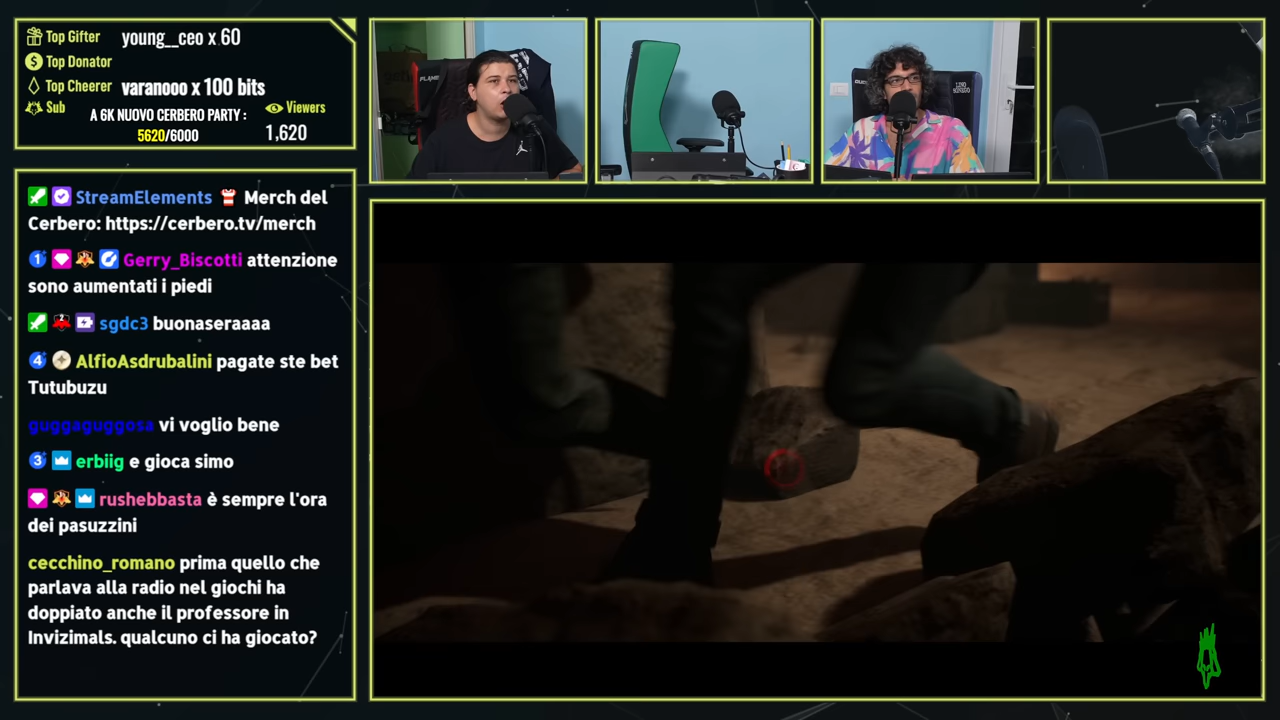 Top Gifter young__ceo x 60
Top Donator
Top Cheerer varanooo x 100 bits
Sub
A 6K NUOVO CERBERO PARTY :
5620/6000
Viewers
1,620
StreamElements Merch del
Cerbero: https://cerbero.tv/merch
Gerry_Biscotti attenzione
sono aumentati i piedi
sgdc3 buonaseraaaa
AlfioAsdrubalini pagate ste bet
Tutubuzu
guggaguggosa vi voglio bene
erbiig e gioca simo
rushebbasta è sempre l'ora
dei pasuzzini
cecchino_romano prima quello che
parlava alla radio nel giochi ha
doppiato anche il professore in
Invizimals. qualcuno ci ha giocato?